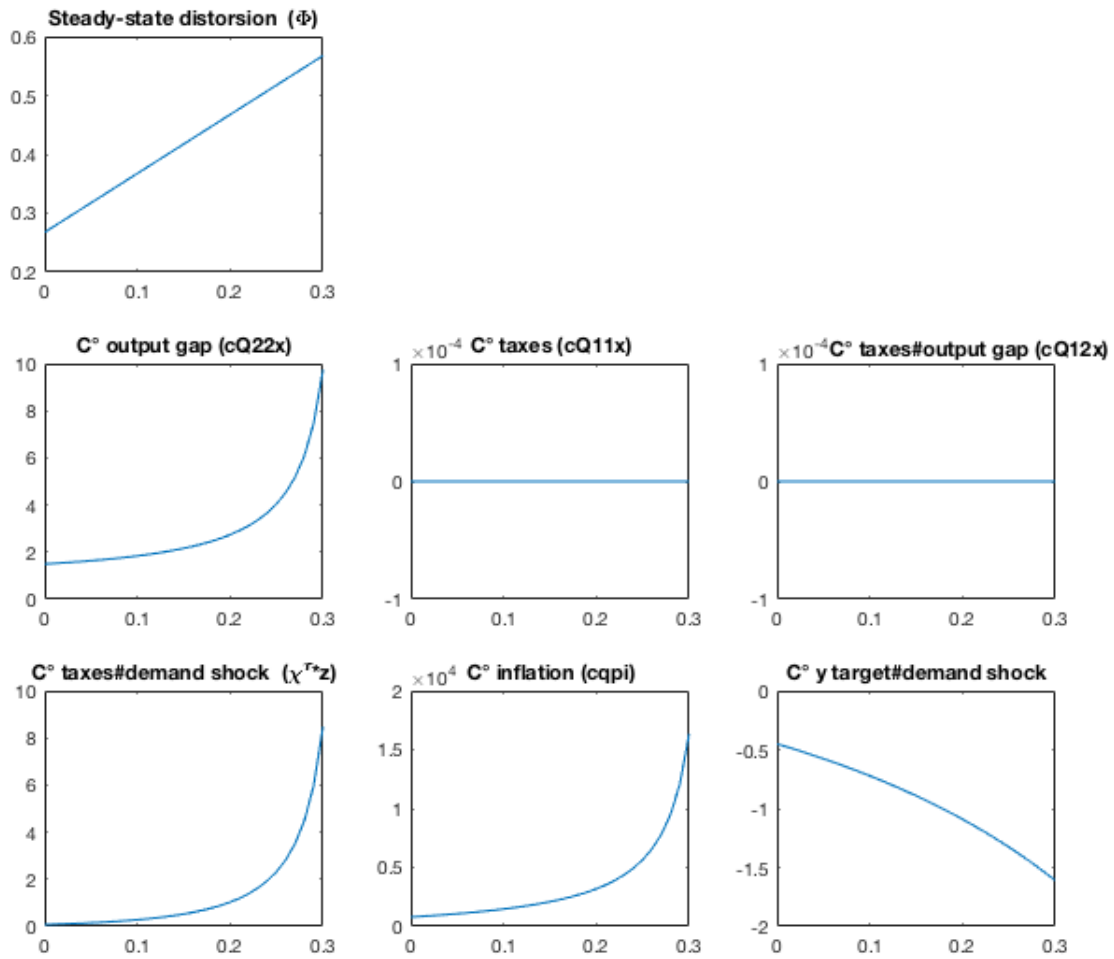 Steady-state distorsion (Φ)
0.6
0.5
0.4
0.3
0.2
0 0.1 0.2 0.3
C° output gap (cQ22x)
10
8
6
4
2
0
0 0.1 0.2 0.3
×10⁻⁴ C° taxes (cQ11x)
1
0
-1
0 0.1 0.2 0.3
×10⁻⁴C° taxes#output gap (cQ12x)
1
0
-1
0 0.1 0.2 0.3
C° taxes#demand shock (χ^τ*z)
10
8
6
4
2
0
0 0.1 0.2 0.3
×10⁴ C° inflation (cqpi)
2
1.5
1
0.5
0
0 0.1 0.2 0.3
C° y target#demand shock
0
-0.5
-1
-1.5
-2
0 0.1 0.2 0.3